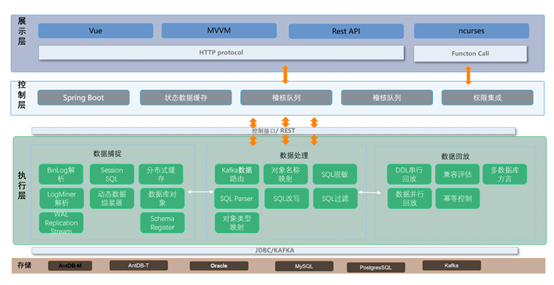 展示层
Vue
MVVM
Rest API
ncurses
HTTP protocol
Functon Call
控制层
Spring Boot
状态数据缓存
稽核队列
稽核队列
权限集成
控制接口/ REST
执行层
数据捕捉
BinLog解析
Session SQL
分布式缓存
LogMiner解析
动态数据组装器
数据库对象
WAL Replication Stream
Schema Register
数据处理
Kafka数据路由
对象名称映射
SQL脱敏
SQL Parser
SQL改写
SQL过滤
对象类型映射
数据回放
DDL串行回放
兼容评估
多数据库方言
数据并行回放
幂等控制
JDBC/KAFKA
存储
AntDB-M
AntDB-T
Oracle
MySQL
PostgresSQL
Kafka